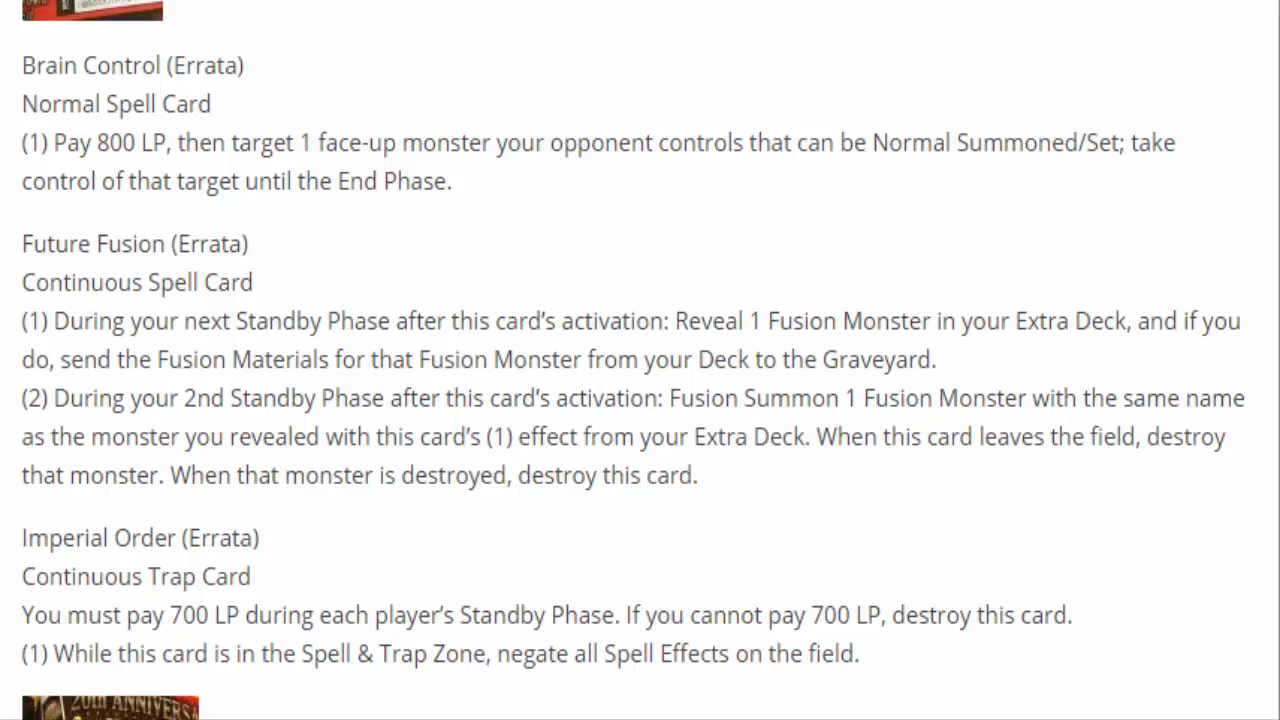 Brain Control (Errata)
Normal Spell Card
(1) Pay 800 LP, then target 1 face-up monster your opponent controls that can be Normal Summoned/Set; take
control of that target until the End Phase.
Future Fusion (Errata)
Continuous Spell Card
(1) During your next Standby Phase after this card’s activation: Reveal 1 Fusion Monster in your Extra Deck, and if you
do, send the Fusion Materials for that Fusion Monster from your Deck to the Graveyard.
(2) During your 2nd Standby Phase after this card’s activation: Fusion Summon 1 Fusion Monster with the same name
as the monster you revealed with this card’s (1) effect from your Extra Deck. When this card leaves the field, destroy
that monster. When that monster is destroyed, destroy this card.
Imperial Order (Errata)
Continuous Trap Card
You must pay 700 LP during each player’s Standby Phase. If you cannot pay 700 LP, destroy this card.
(1) While this card is in the Spell & Trap Zone, negate all Spell Effects on the field.
20th ANNIVERSA